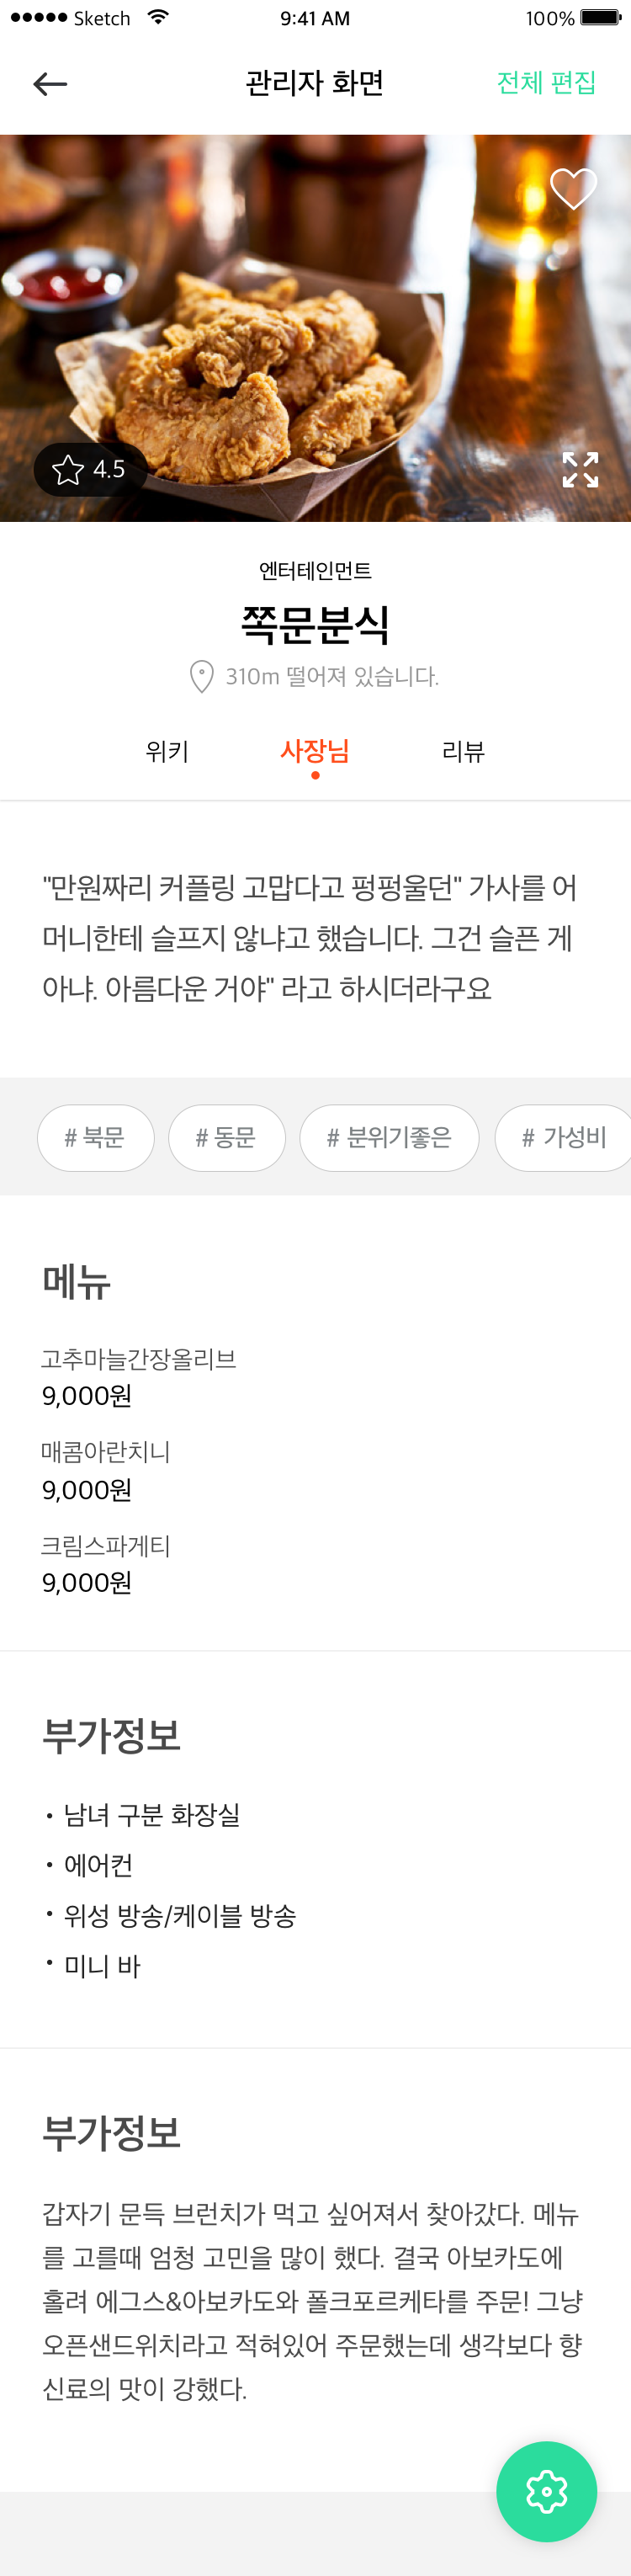 Sketch 9:41 AM 100%
관리자 화면 전체 편집
4.5
엔터테인먼트
쪽문분식
310m 떨어져 있습니다.
위키 사장님 리뷰
"만원짜리 커플링 고맙다고 펑펑울던" 가사를 어
머니한테 슬프지 않냐고 했습니다. 그건 슬픈 게
아냐. 아름다운 거야" 라고 하시더라구요
# 북문 # 동문 # 분위기좋은 # 가성비
메뉴
고추마늘간장올리브
9,000원
매콤아란치니
9,000원
크림스파게티
9,000원
부가정보
• 남녀 구분 화장실
• 에어컨
• 위성 방송/케이블 방송
• 미니 바
부가정보
갑자기 문득 브런치가 먹고 싶어져서 찾아갔다. 메뉴
를 고를때 엄청 고민을 많이 했다. 결국 아보카도에
홀려 에그스&아보카도와 폴크포르케타를 주문! 그냥
오픈샌드위치라고 적혀있어 주문했는데 생각보다 향
신료의 맛이 강했다.